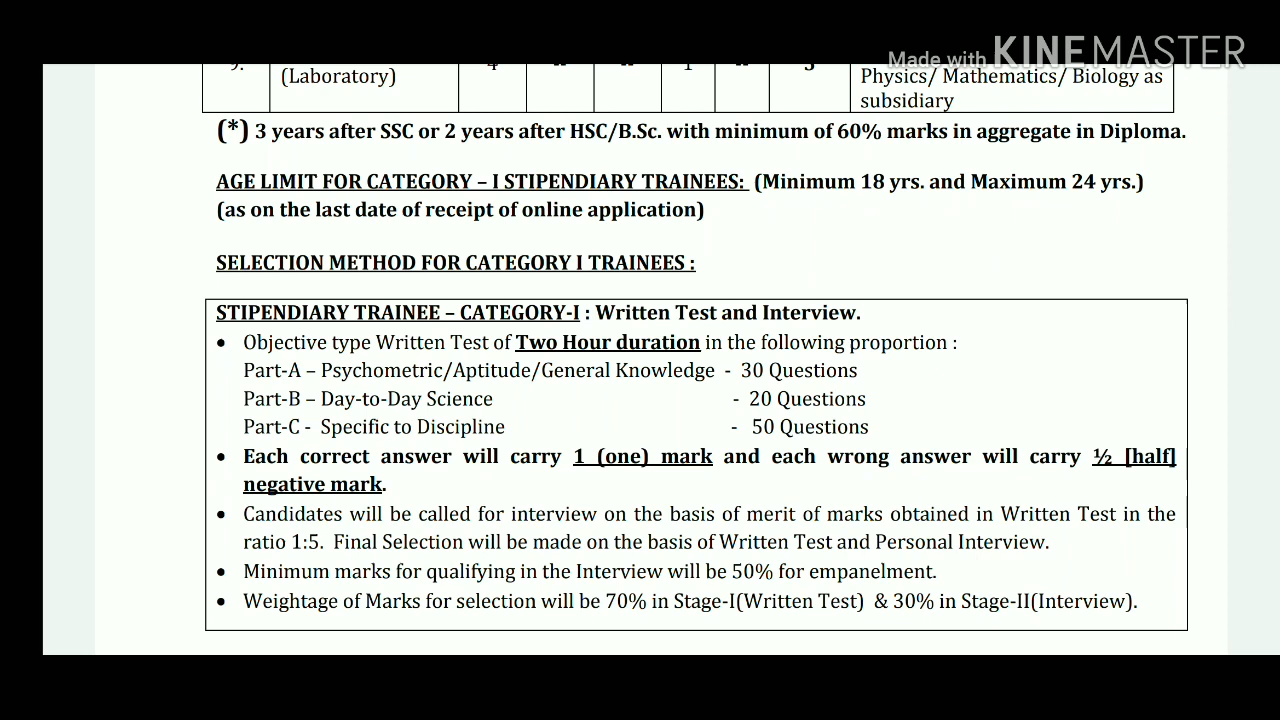 Made with KINEMASTER
(Laboratory)
Physics/ Mathematics/ Biology as
subsidiary
(*) 3 years after SSC or 2 years after HSC/B.Sc. with minimum of 60% marks in aggregate in Diploma.
AGE LIMIT FOR CATEGORY – I STIPENDIARY TRAINEES: (Minimum 18 yrs. and Maximum 24 yrs.)
(as on the last date of receipt of online application)
SELECTION METHOD FOR CATEGORY I TRAINEES :
STIPENDIARY TRAINEE – CATEGORY-I : Written Test and Interview.
• Objective type Written Test of Two Hour duration in the following proportion :
Part-A – Psychometric/Aptitude/General Knowledge - 30 Questions
Part-B – Day-to-Day Science - 20 Questions
Part-C - Specific to Discipline - 50 Questions
• Each correct answer will carry 1 (one) mark and each wrong answer will carry ½ [half]
negative mark.
• Candidates will be called for interview on the basis of merit of marks obtained in Written Test in the
ratio 1:5. Final Selection will be made on the basis of Written Test and Personal Interview.
• Minimum marks for qualifying in the Interview will be 50% for empanelment.
• Weightage of Marks for selection will be 70% in Stage-I(Written Test) & 30% in Stage-II(Interview).